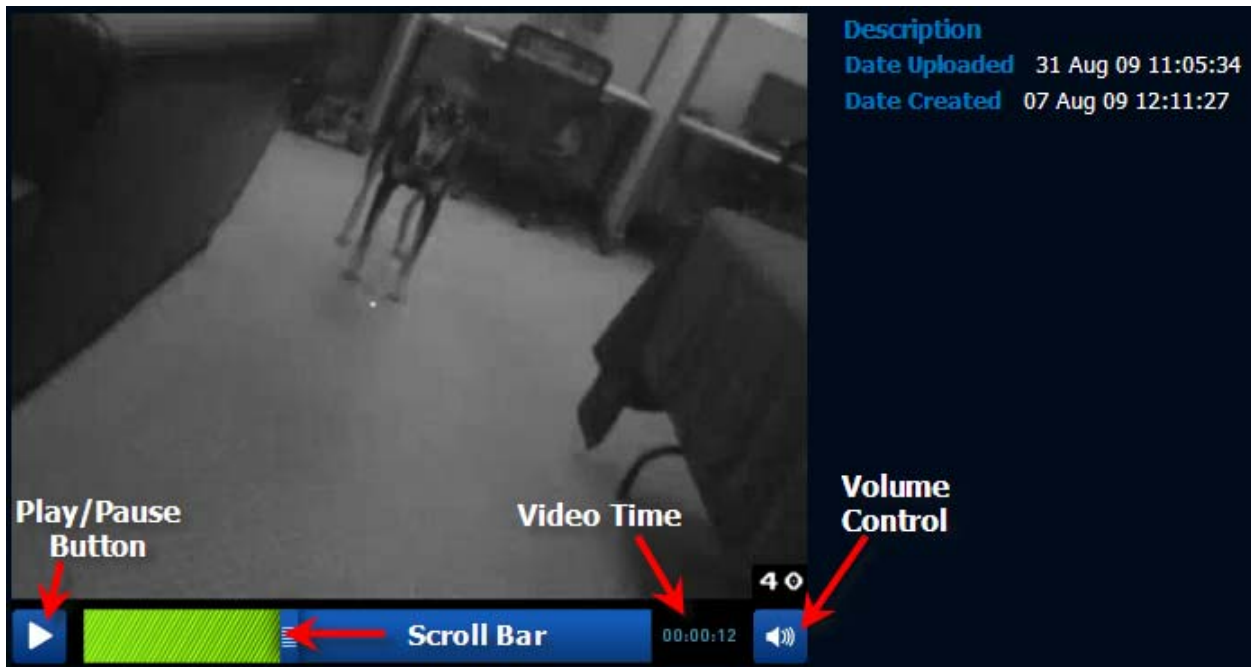 Description
Date Uploaded 31 Aug 09 11:05:34
Date Created 07 Aug 09 12:11:27
Play/Pause
Button
Video Time
Volume
Control
40
Scroll Bar
00:00:12